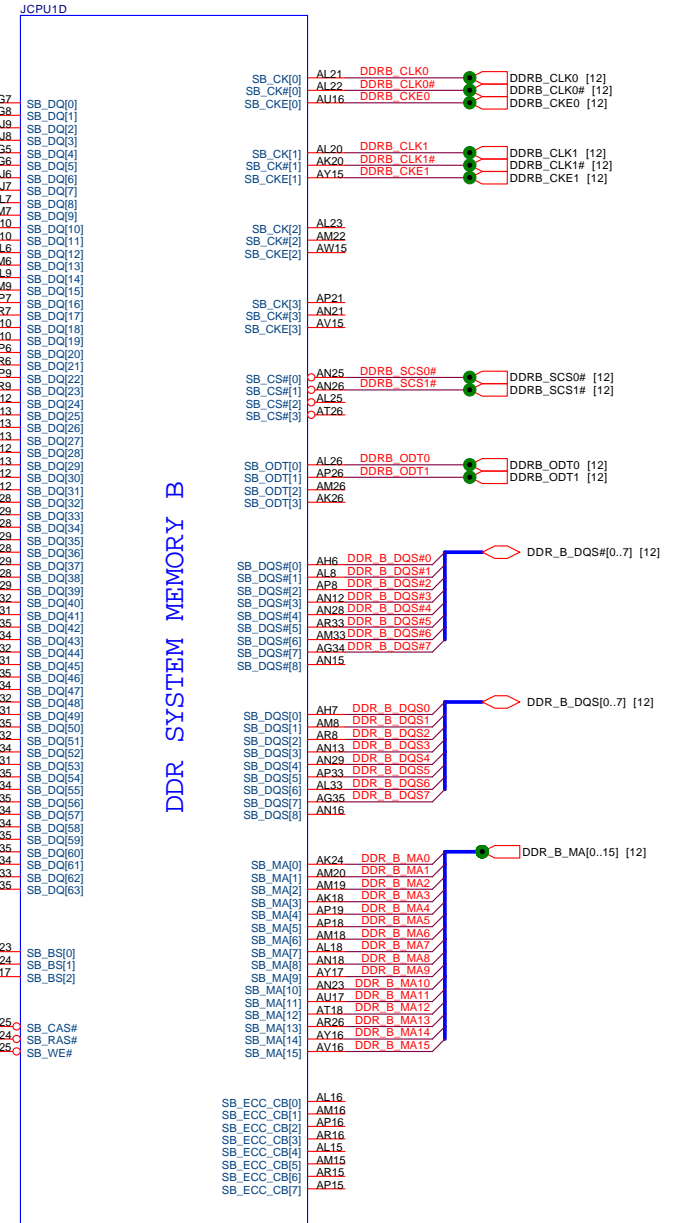 JCPU1D
DDR SYSTEM MEMORY B
SB_DQ[0]
SB_DQ[1]
SB_DQ[2]
SB_DQ[3]
SB_DQ[4]
SB_DQ[5]
SB_DQ[6]
SB_DQ[7]
SB_DQ[8]
SB_DQ[9]
SB_DQ[10]
SB_DQ[11]
SB_DQ[12]
SB_DQ[13]
SB_DQ[14]
SB_DQ[15]
SB_DQ[16]
SB_DQ[17]
SB_DQ[18]
SB_DQ[19]
SB_DQ[20]
SB_DQ[21]
SB_DQ[22]
SB_DQ[23]
SB_DQ[24]
SB_DQ[25]
SB_DQ[26]
SB_DQ[27]
SB_DQ[28]
SB_DQ[29]
SB_DQ[30]
SB_DQ[31]
SB_DQ[32]
SB_DQ[33]
SB_DQ[34]
SB_DQ[35]
SB_DQ[36]
SB_DQ[37]
SB_DQ[38]
SB_DQ[39]
SB_DQ[40]
SB_DQ[41]
SB_DQ[42]
SB_DQ[43]
SB_DQ[44]
SB_DQ[45]
SB_DQ[46]
SB_DQ[47]
SB_DQ[48]
SB_DQ[49]
SB_DQ[50]
SB_DQ[51]
SB_DQ[52]
SB_DQ[53]
SB_DQ[54]
SB_DQ[55]
SB_DQ[56]
SB_DQ[57]
SB_DQ[58]
SB_DQ[59]
SB_DQ[60]
SB_DQ[61]
SB_DQ[62]
SB_DQ[63]
SB_BS[0]
SB_BS[1]
SB_BS[2]
SB_CAS#
SB_RAS#
SB_WE#
SB_CK[0] AL21 DDRB_CLK0 DDRB_CLK0 [12]
SB_CK#[0] AL22 DDRB_CLK0# DDRB_CLK0# [12]
SB_CKE[0] AU16 DDRB_CKE0 DDRB_CKE0 [12]
SB_CK[1] AL20 DDRB_CLK1 DDRB_CLK1 [12]
SB_CK#[1] AK20 DDRB_CLK1# DDRB_CLK1# [12]
SB_CKE[1] AY15 DDRB_CKE1 DDRB_CKE1 [12]
SB_CK[2] AL23
SB_CK#[2] AM22
SB_CKE[2] AW15
SB_CK[3] AP21
SB_CK#[3] AN21
SB_CKE[3] AV15
SB_CS#[0] AN25 DDRB_SCS0# DDRB_SCS0# [12]
SB_CS#[1] AN26 DDRB_SCS1# DDRB_SCS1# [12]
SB_CS#[2] AL25
SB_CS#[3] AT26
SB_ODT[0] AL26 DDRB_ODT0 DDRB_ODT0 [12]
SB_ODT[1] AP26 DDRB_ODT1 DDRB_ODT1 [12]
SB_ODT[2] AM26
SB_ODT[3] AK26
DDR_B_DQS#[0..7] [12]
SB_DQS#[0] AH6 DDR_B_DQS#0
SB_DQS#[1] AL8 DDR_B_DQS#1
SB_DQS#[2] AP8 DDR_B_DQS#2
SB_DQS#[3] AN12 DDR_B_DQS#3
SB_DQS#[4] AN28 DDR_B_DQS#4
SB_DQS#[5] AR33 DDR_B_DQS#5
SB_DQS#[6] AM33 DDR_B_DQS#6
SB_DQS#[7] AG34 DDR_B_DQS#7
SB_DQS#[8] AN15
DDR_B_DQS[0..7] [12]
SB_DQS[0] AH7 DDR_B_DQS0
SB_DQS[1] AM8 DDR_B_DQS1
SB_DQS[2] AR8 DDR_B_DQS2
SB_DQS[3] AN13 DDR_B_DQS3
SB_DQS[4] AN29 DDR_B_DQS4
SB_DQS[5] AP33 DDR_B_DQS5
SB_DQS[6] AL33 DDR_B_DQS6
SB_DQS[7] AG35 DDR_B_DQS7
SB_DQS[8] AN16
DDR_B_MA[0..15] [12]
SB_MA[0] AK24 DDR_B_MA0
SB_MA[1] AM20 DDR_B_MA1
SB_MA[2] AM19 DDR_B_MA2
SB_MA[3] AK18 DDR_B_MA3
SB_MA[4] AP19 DDR_B_MA4
SB_MA[5] AP18 DDR_B_MA5
SB_MA[6] AM18 DDR_B_MA6
SB_MA[7] AL18 DDR_B_MA7
SB_MA[8] AN18 DDR_B_MA8
SB_MA[9] AY17 DDR_B_MA9
SB_MA[10] AN23 DDR_B_MA10
SB_MA[11] AU17 DDR_B_MA11
SB_MA[12] AT18 DDR_B_MA12
SB_MA[13] AR26 DDR_B_MA13
SB_MA[14] AY16 DDR_B_MA14
SB_MA[15] AV16 DDR_B_MA15
SB_ECC_CB[0] AL16
SB_ECC_CB[1] AM16
SB_ECC_CB[2] AP16
SB_ECC_CB[3] AR16
SB_ECC_CB[4] AL15
SB_ECC_CB[5] AM15
SB_ECC_CB[6] AR15
SB_ECC_CB[7] AP15